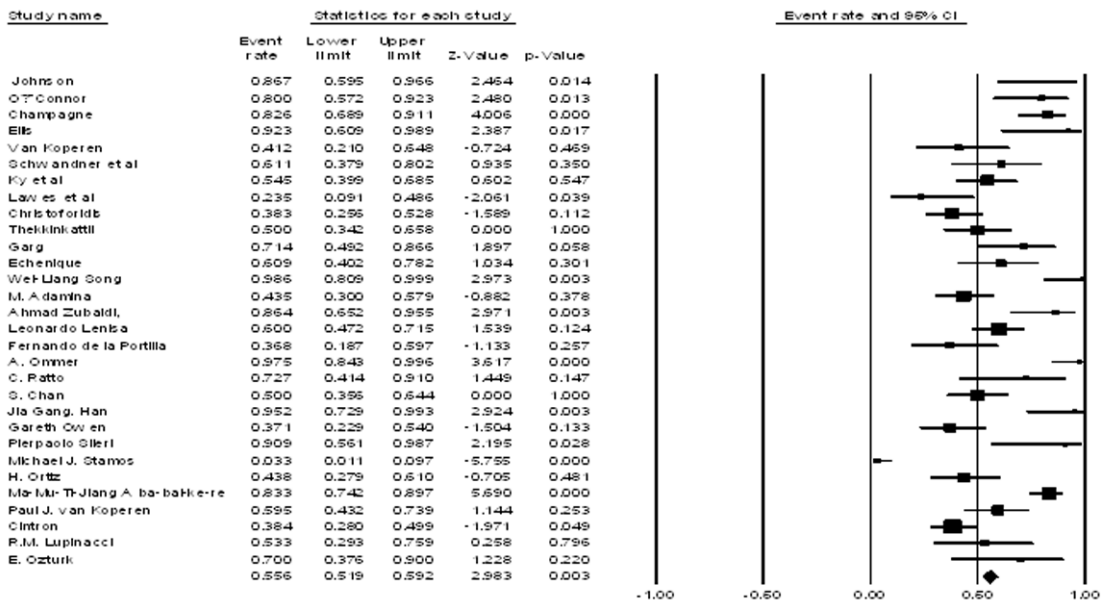 Study name Statistics for each study Event rate and 95% CI
Event rate Lower limit Upper limit Z-Value p-Value
Johnson 0.867 0.595 0.966 2.464 0.014
O'Connor 0.800 0.572 0.923 2.480 0.013
Champagne 0.826 0.689 0.911 4.006 0.000
Ellis 0.923 0.609 0.989 2.387 0.017
Van Koperen 0.412 0.210 0.648 -0.724 0.469
Schwandner et al 0.611 0.379 0.802 0.935 0.350
Ky et al 0.545 0.399 0.685 0.602 0.547
Lawes et al 0.235 0.091 0.486 -2.061 0.039
Christoforidis 0.383 0.256 0.528 -1.589 0.112
Thekkinkattil 0.500 0.342 0.658 0.000 1.000
Garg 0.714 0.492 0.866 1.897 0.058
Echenique 0.609 0.402 0.782 1.034 0.301
Wei-Liang Song 0.986 0.809 0.999 2.973 0.003
M. Adamina 0.435 0.300 0.579 -0.882 0.378
Ahmad Zubaidi, 0.864 0.652 0.955 2.971 0.003
Leonardo Lenisa 0.600 0.472 0.715 1.539 0.124
Fernando de la Portilla 0.368 0.187 0.597 -1.133 0.257
A. Ommer 0.975 0.843 0.996 3.617 0.000
C. Ratto 0.727 0.414 0.910 1.449 0.147
S. Chan 0.500 0.356 0.644 0.000 1.000
Jia Gang. Han 0.952 0.729 0.993 2.924 0.003
Gareth Owen 0.371 0.229 0.540 -1.504 0.133
Pierpaolo Sileri 0.909 0.561 0.987 2.195 0.028
Michael J. Stamos 0.033 0.011 0.097 -5.755 0.000
H. Ortiz 0.438 0.279 0.610 -0.705 0.481
Ma-Mu-Ti-Jiang A ba-bai-ke-re 0.833 0.742 0.897 5.690 0.000
Paul J. van Koperen 0.595 0.432 0.739 1.144 0.253
Cintron 0.384 0.280 0.499 -1.971 0.049
R.M. Lupinacci 0.533 0.293 0.759 0.258 0.796
E. Ozturk 0.700 0.376 0.900 1.228 0.220
0.556 0.519 0.592 2.983 0.003
-1.00 -0.50 0.00 0.50 1.00